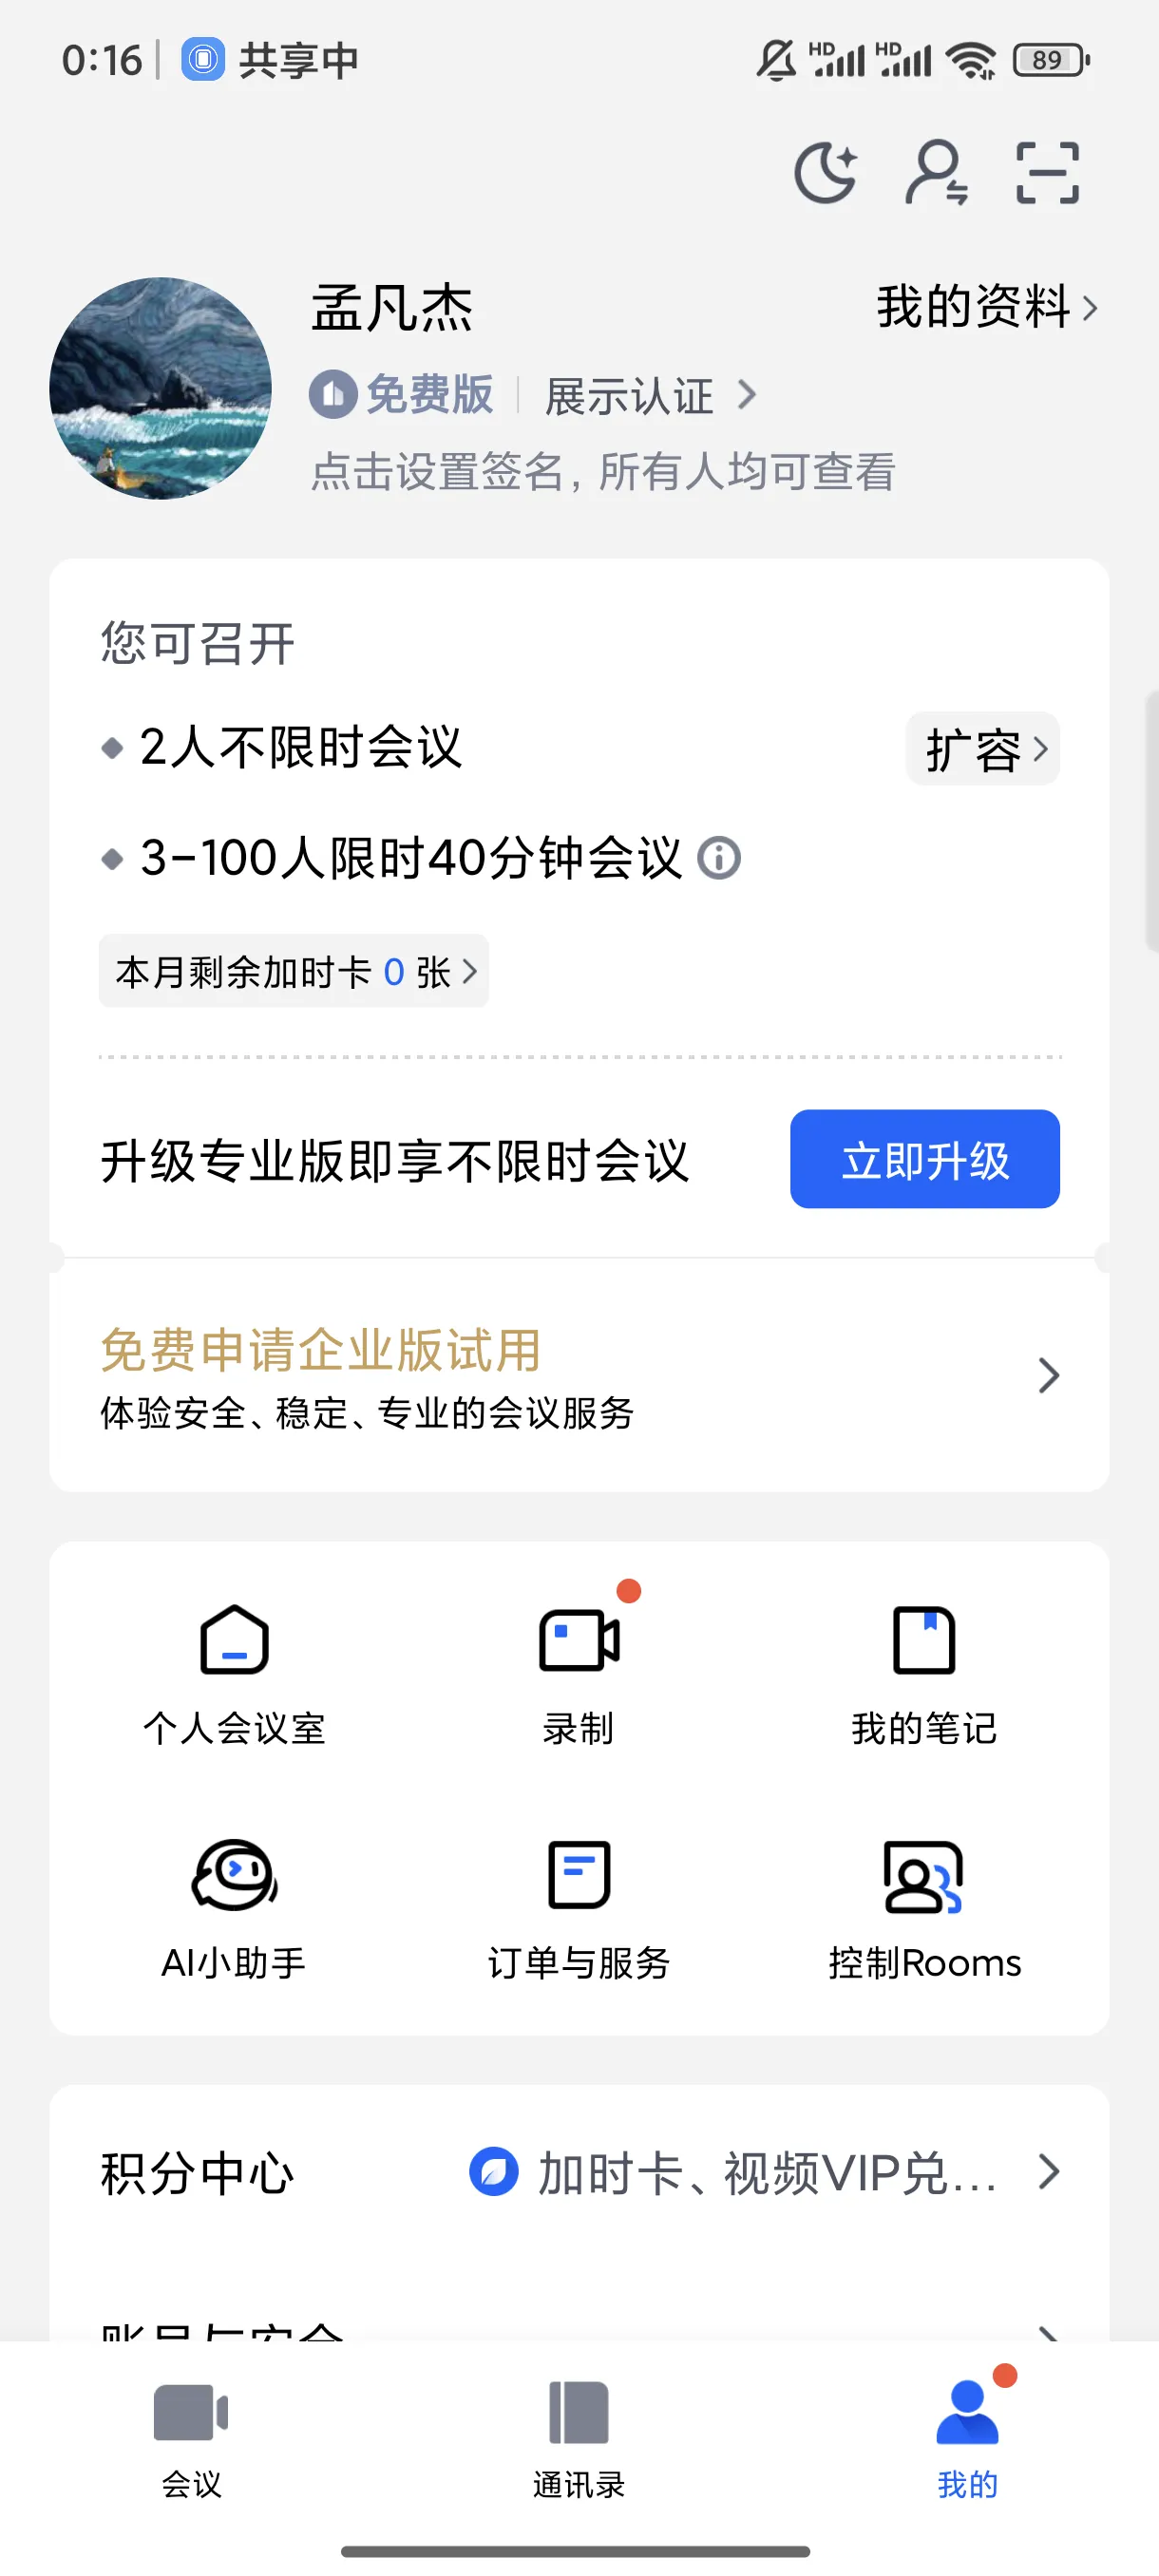 0:16 共享中 HD HD 89
孟凡杰 我的资料
免费版 展示认证
点击设置签名，所有人均可查看
您可召开
2人不限时会议 扩容
3-100人限时40分钟会议
本月剩余加时卡 0 张
升级专业版即享不限时会议 立即升级
免费申请企业版试用
体验安全、稳定、专业的会议服务
个人会议室 录制 我的笔记
AI小助手 订单与服务 控制Rooms
积分中心 加时卡、视频VIP兑...
账号与安全
会议 通讯录 我的